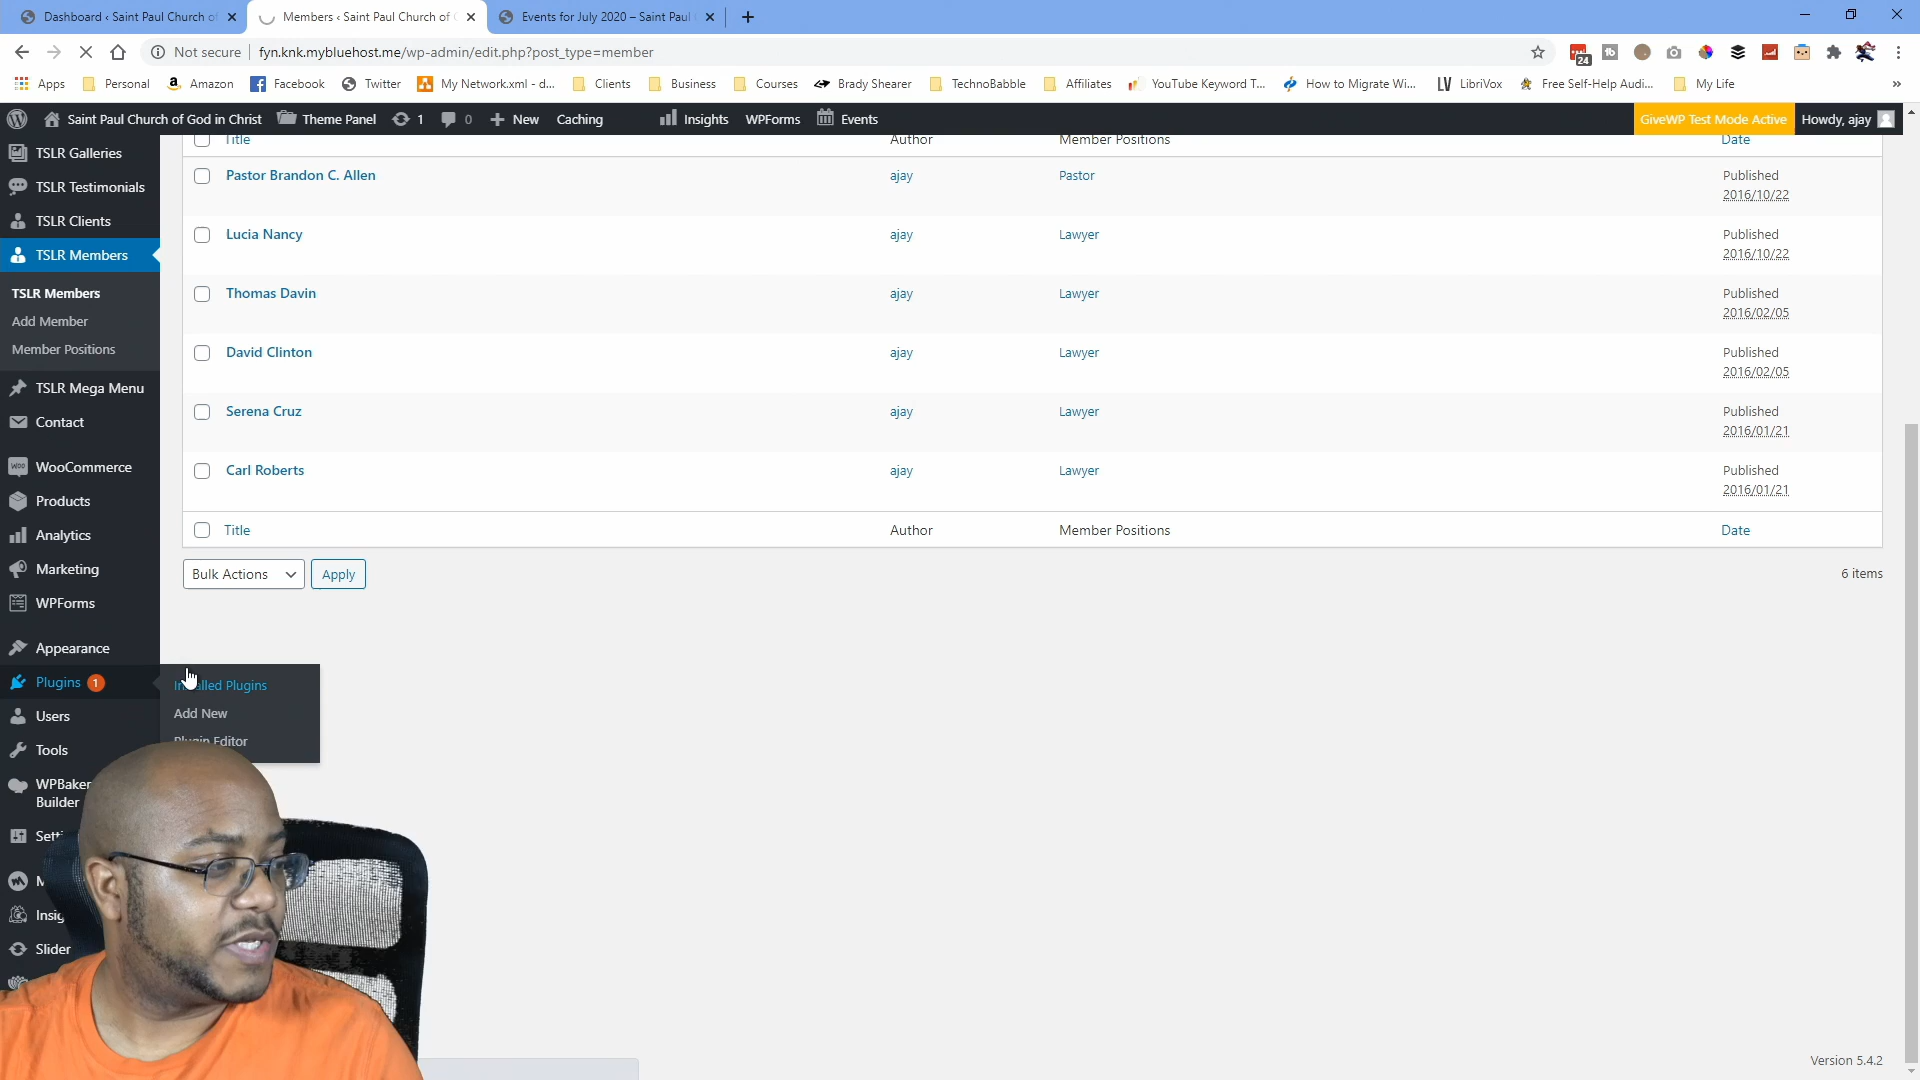 Dashboard ‹ Saint Paul Church of
Members ‹ Saint Paul Church of
Events for July 2020 – Saint Paul
Not secure
fyn.knk.mybluehost.me/wp-admin/edit.php?post_type=member
24
Apps
Personal
Amazon
Facebook
Twitter
My Network.xml - d...
Clients
Business
Courses
Brady Shearer
TechnoBabble
Affiliates
YouTube Keyword T...
How to Migrate Wi...
LibriVox
Free Self-Help Audi...
My Life
»
Saint Paul Church of God in Christ
Theme Panel
1
0
New
Caching
Insights
WPForms
Events
GiveWP Test Mode Active
Howdy, ajay
TSLR Galleries
TSLR Testimonials
TSLR Clients
TSLR Members
TSLR Members
Add Member
Member Positions
TSLR Mega Menu
Contact
WooCommerce
Products
Analytics
Marketing
WPForms
Appearance
Plugins 1
Users
Tools
WPBaker
Builder
Slider
Installed Plugins
Add New
Plugin Editor
Title Author Member Positions Date
Pastor Brandon C. Allen ajay Pastor Published
2016/10/22
Lucia Nancy ajay Lawyer Published
2016/10/22
Thomas Davin ajay Lawyer Published
2016/02/05
David Clinton ajay Lawyer Published
2016/02/05
Serena Cruz ajay Lawyer Published
2016/01/21
Carl Roberts ajay Lawyer Published
2016/01/21
Title Author Member Positions Date
Bulk Actions Apply 6 items
Version 5.4.2